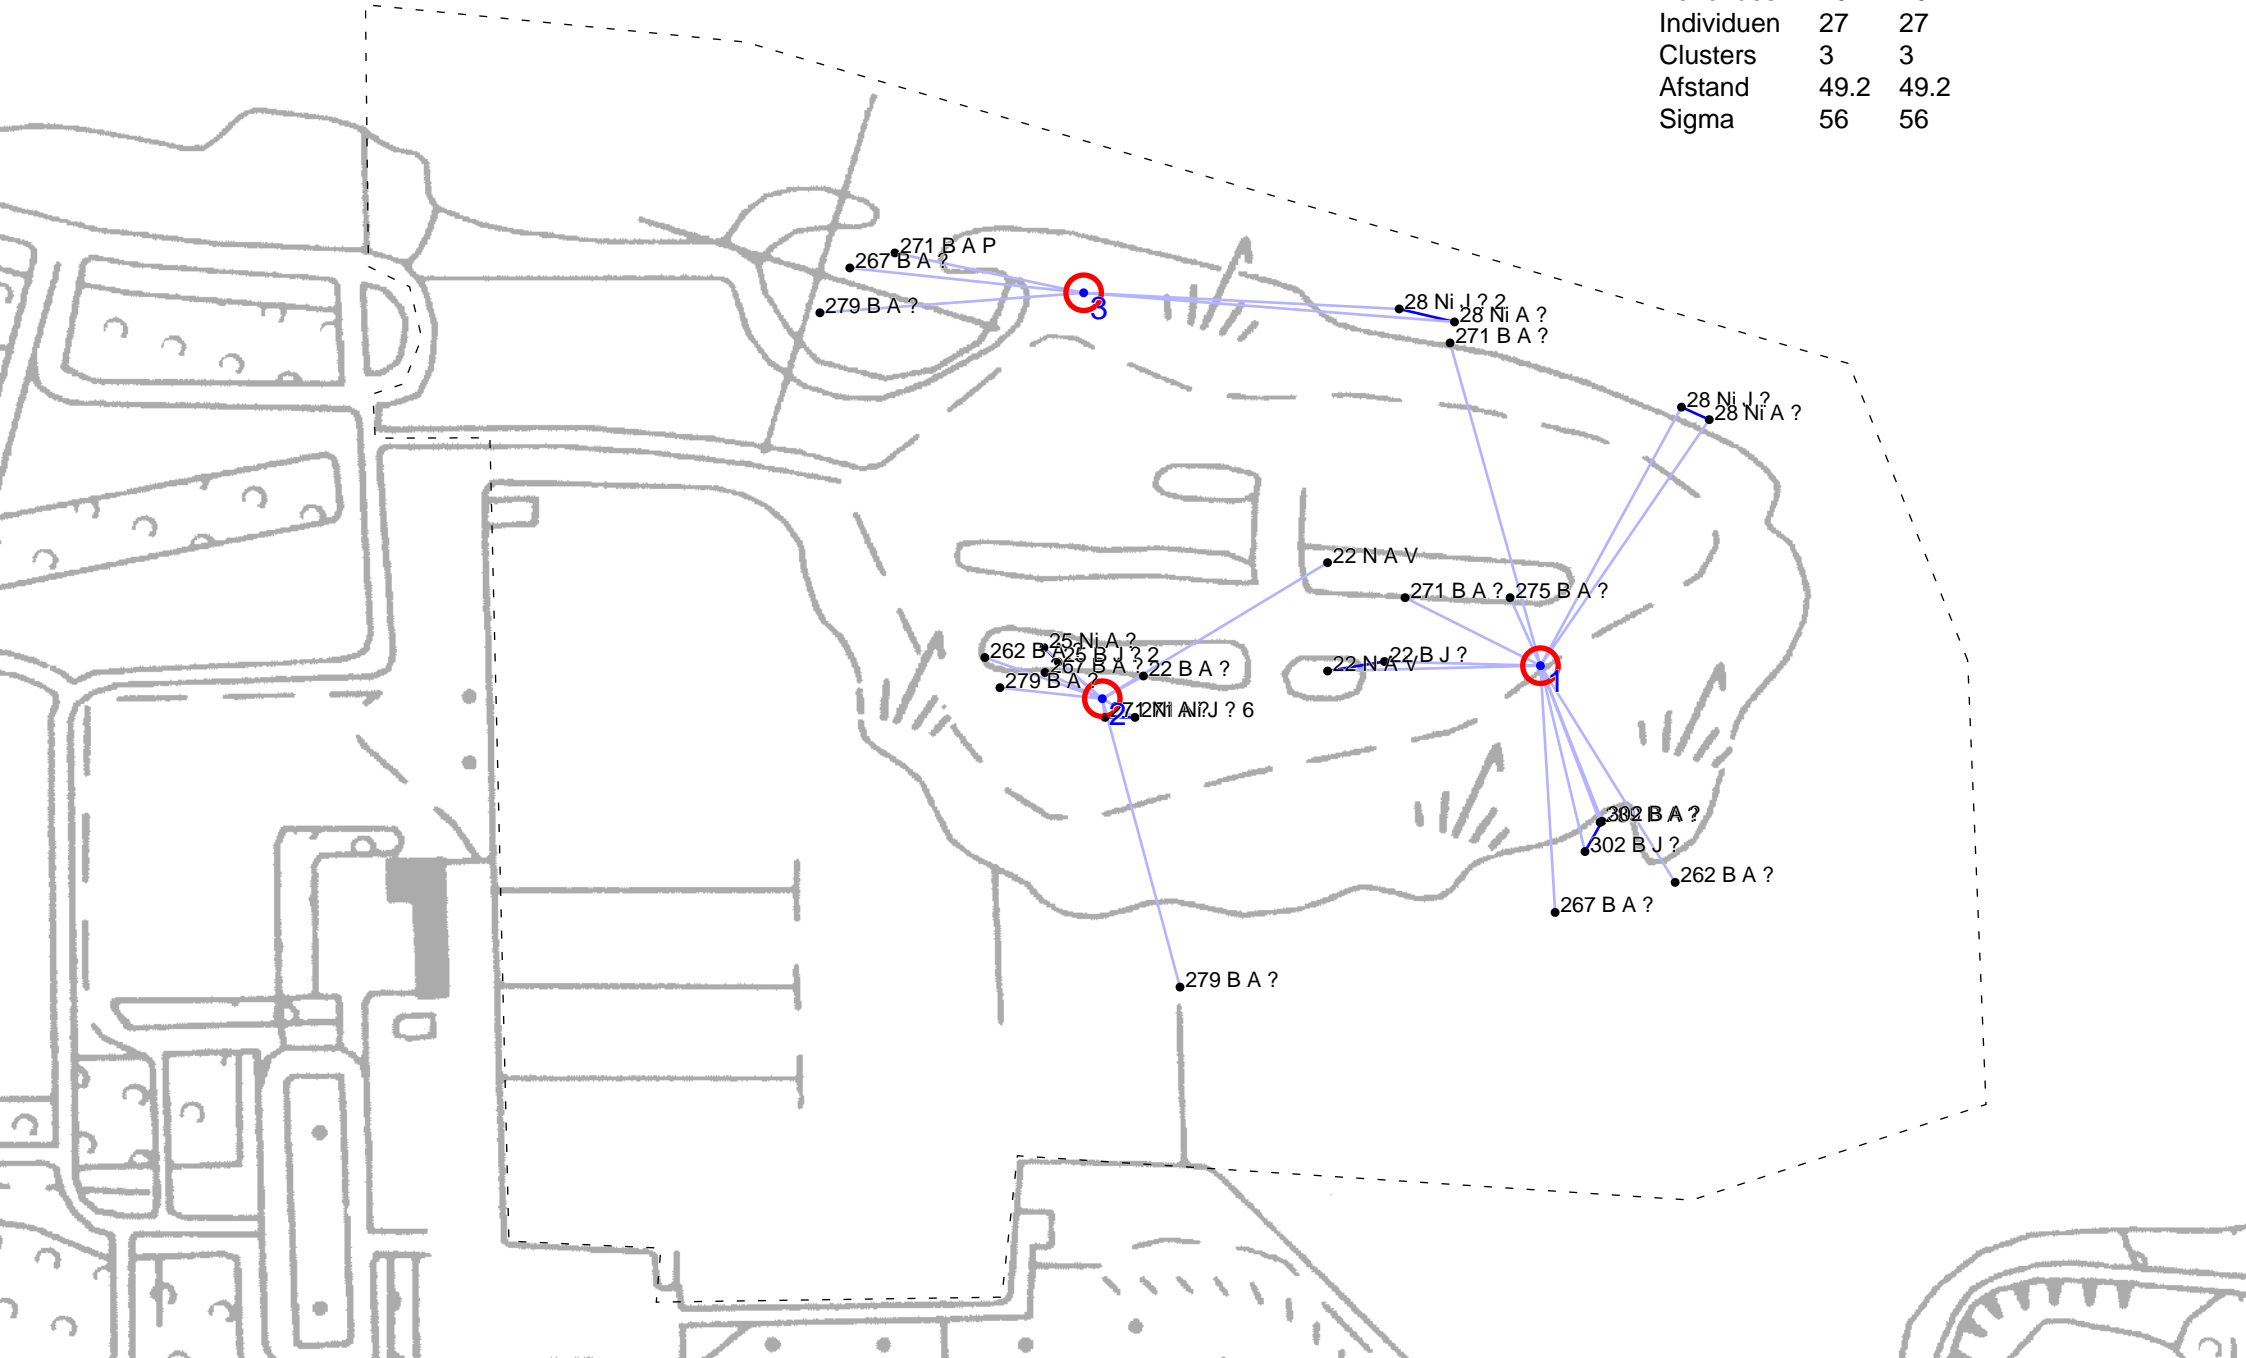 Individuen 27 27
Clusters 3 3
Afstand 49.2 49.2
Sigma 56 56
271 B A P
267 B A ?
279 B A ?
3
28 Ni J ? 2
28 Ni A ?
271 B A ?
28 Ni J ?
28 Ni A ?
22 N A V
271 B A ?
275 B A ?
25 Ni A ?
262 B A ?
25 B J ? 2
267 B A ?
22 B A ?
22 N A V
22 B J ?
279 B A ?
1
2
302 B A ?
302 B J ?
262 B A ?
267 B A ?
279 B A ?